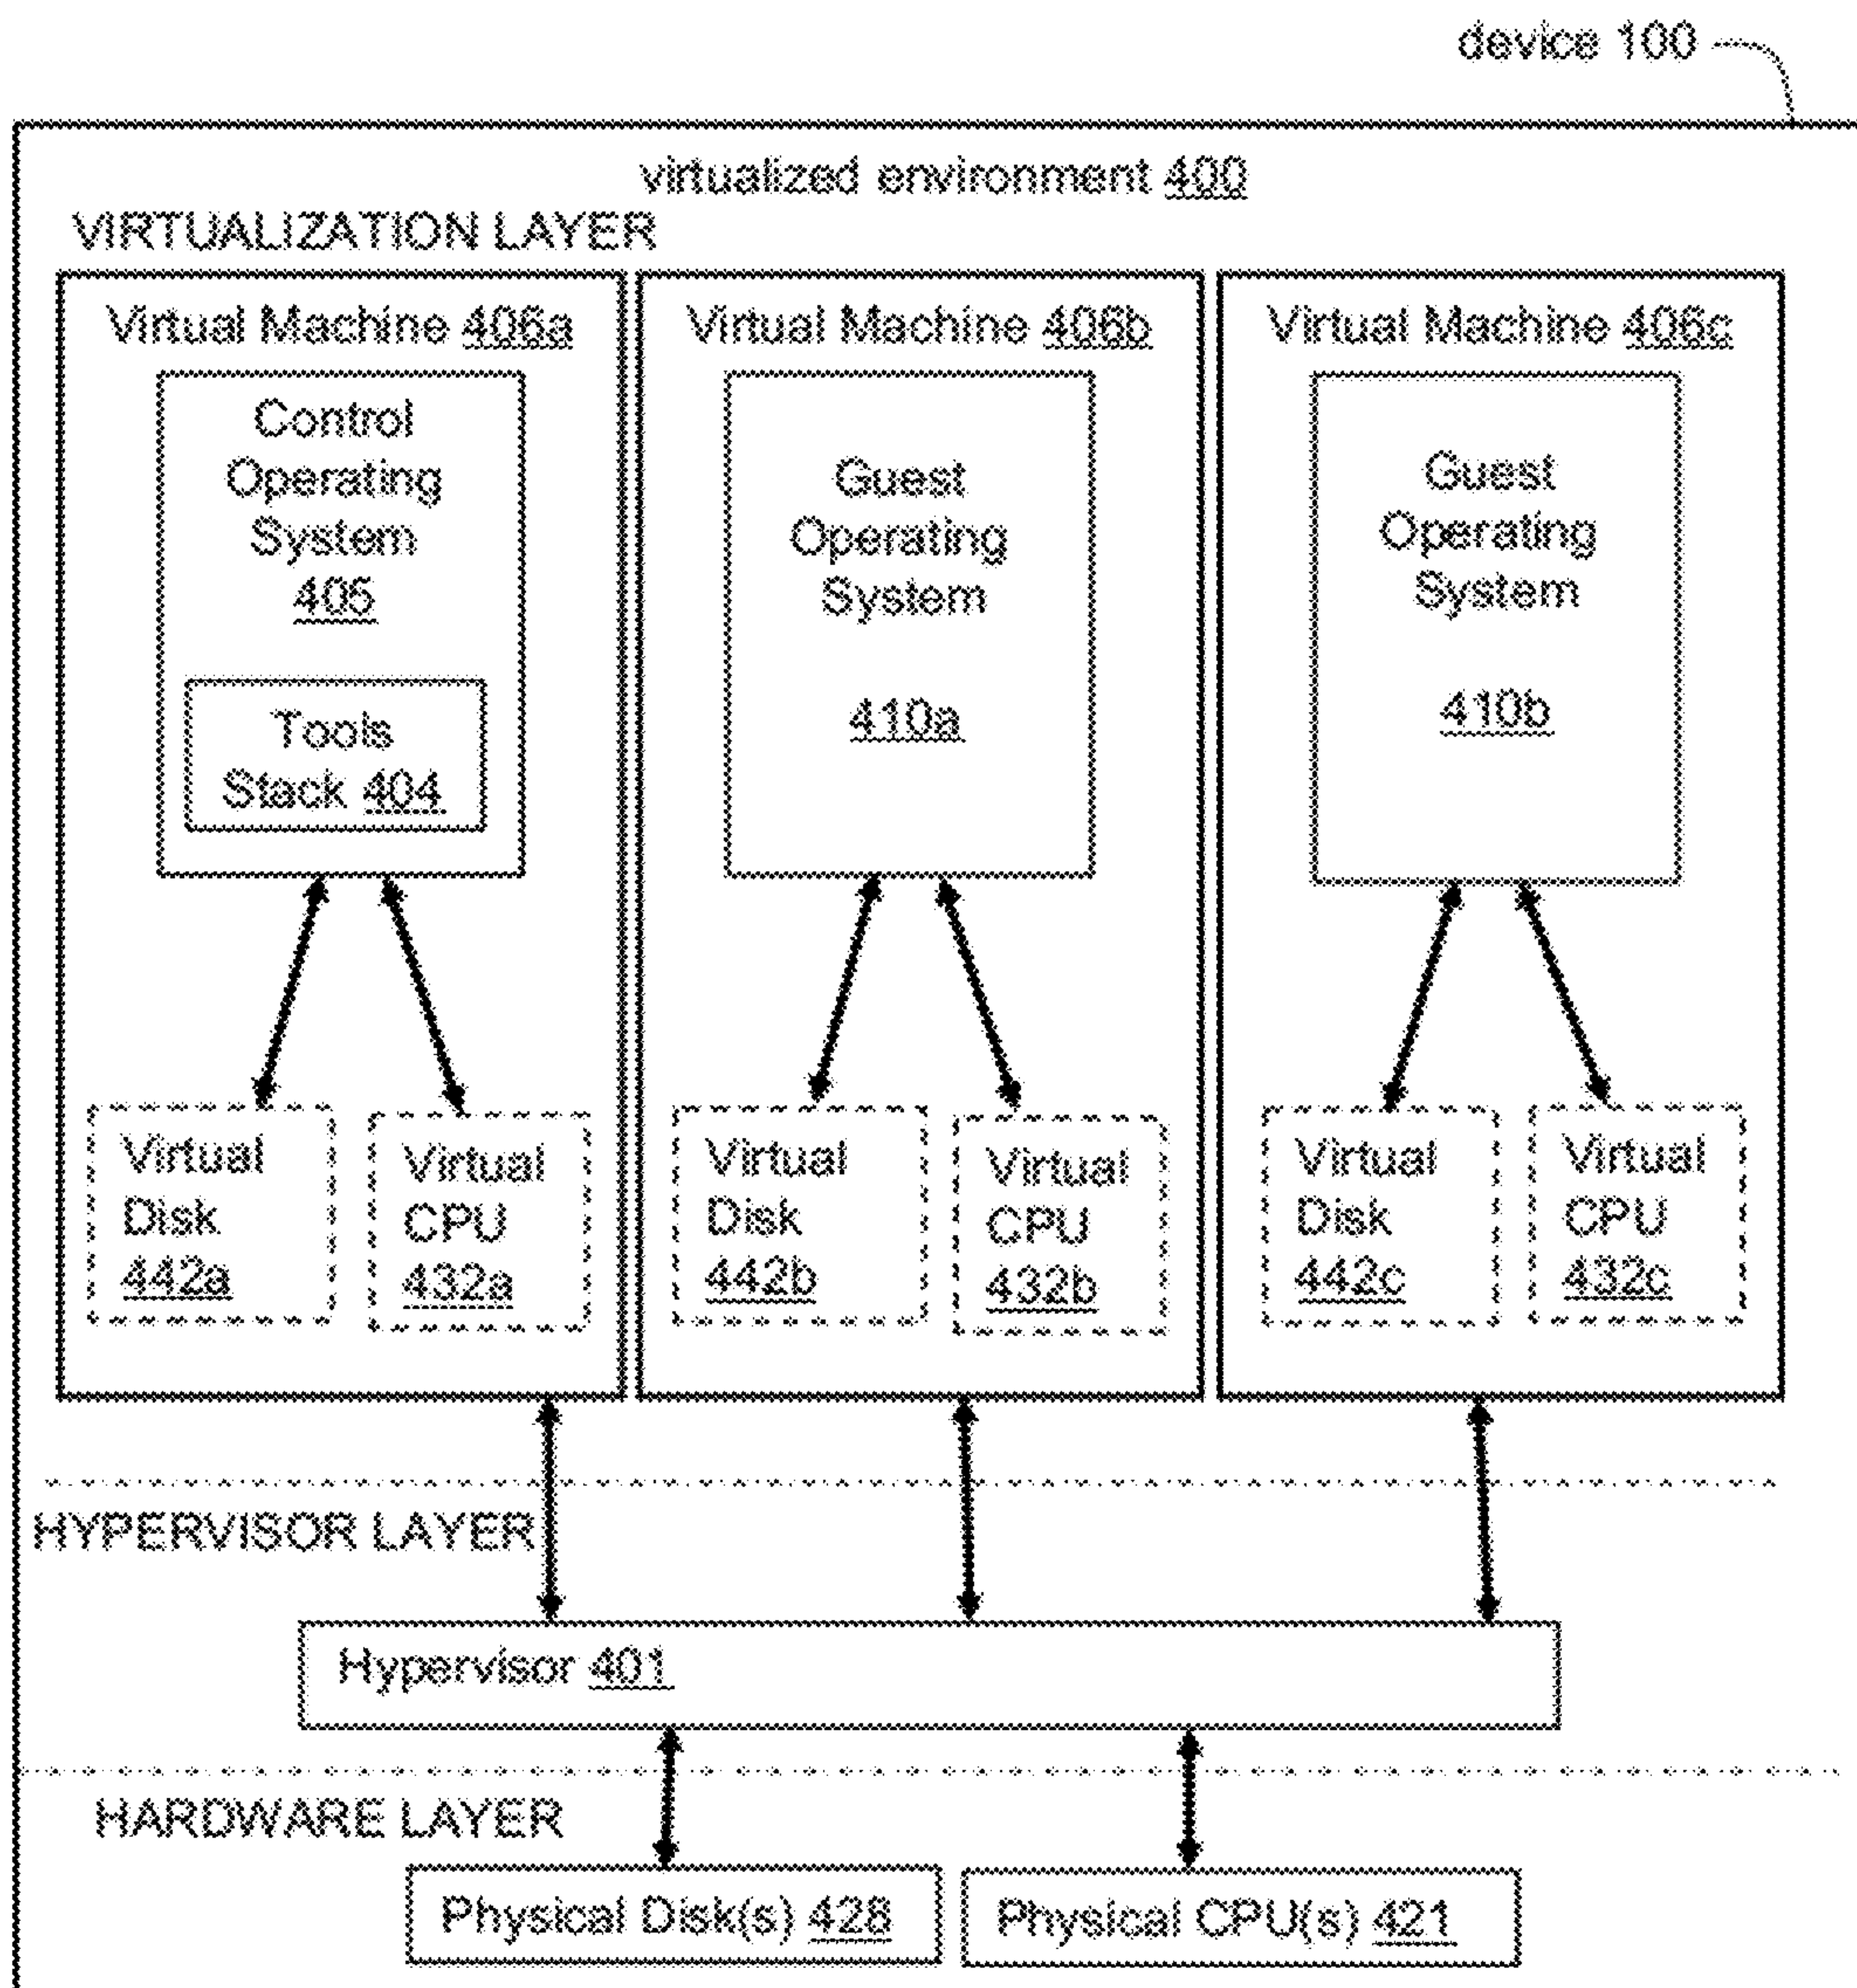 device 100
virtualized environment 400
VIRTUALIZATION LAYER
Virtual Machine 406a
Control
Operating
System
405
Tools
Stack 404
Virtual
Disk
442a
Virtual
CPU
432a
Virtual Machine 406b
Guest
Operating
System
410a
Virtual
Disk
442b
Virtual
CPU
432b
Virtual Machine 406c
Guest
Operating
System
410b
Virtual
Disk
442c
Virtual
CPU
432c
HYPERVISOR LAYER
Hypervisor 401
HARDWARE LAYER
Physical Disk(s) 428
Physical CPU(s) 421